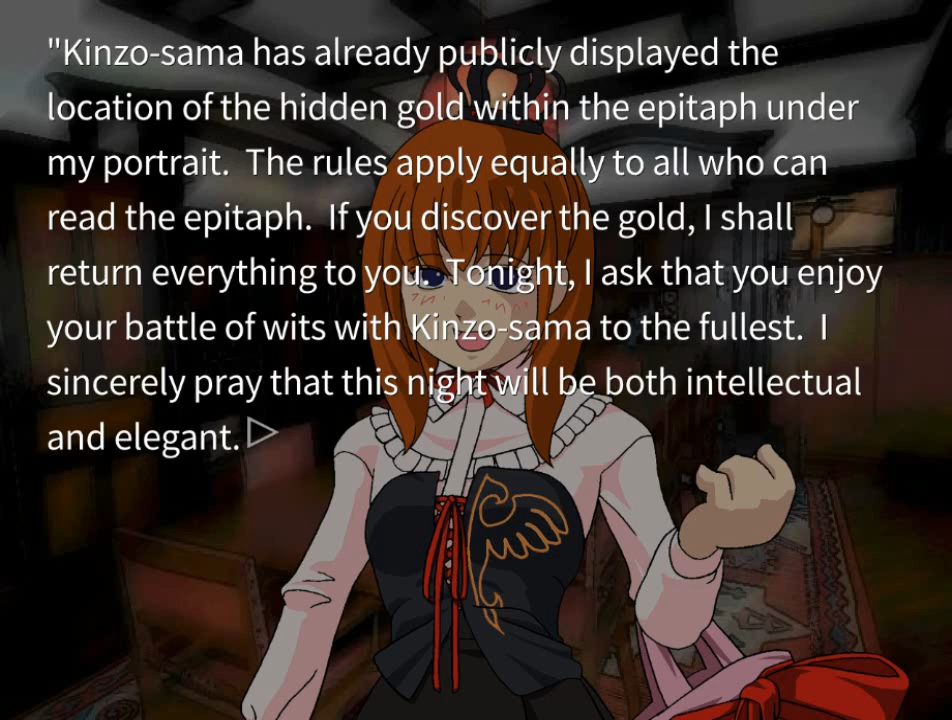 "Kinzo-sama has already publicly displayed the
location of the hidden gold within the epitaph under
my portrait.  The rules apply equally to all who can
read the epitaph.  If you discover the gold, I shall
return everything to you.  Tonight, I ask that you enjoy
your battle of wits with Kinzo-sama to the fullest.  I
sincerely pray that this night will be both intellectual
and elegant.